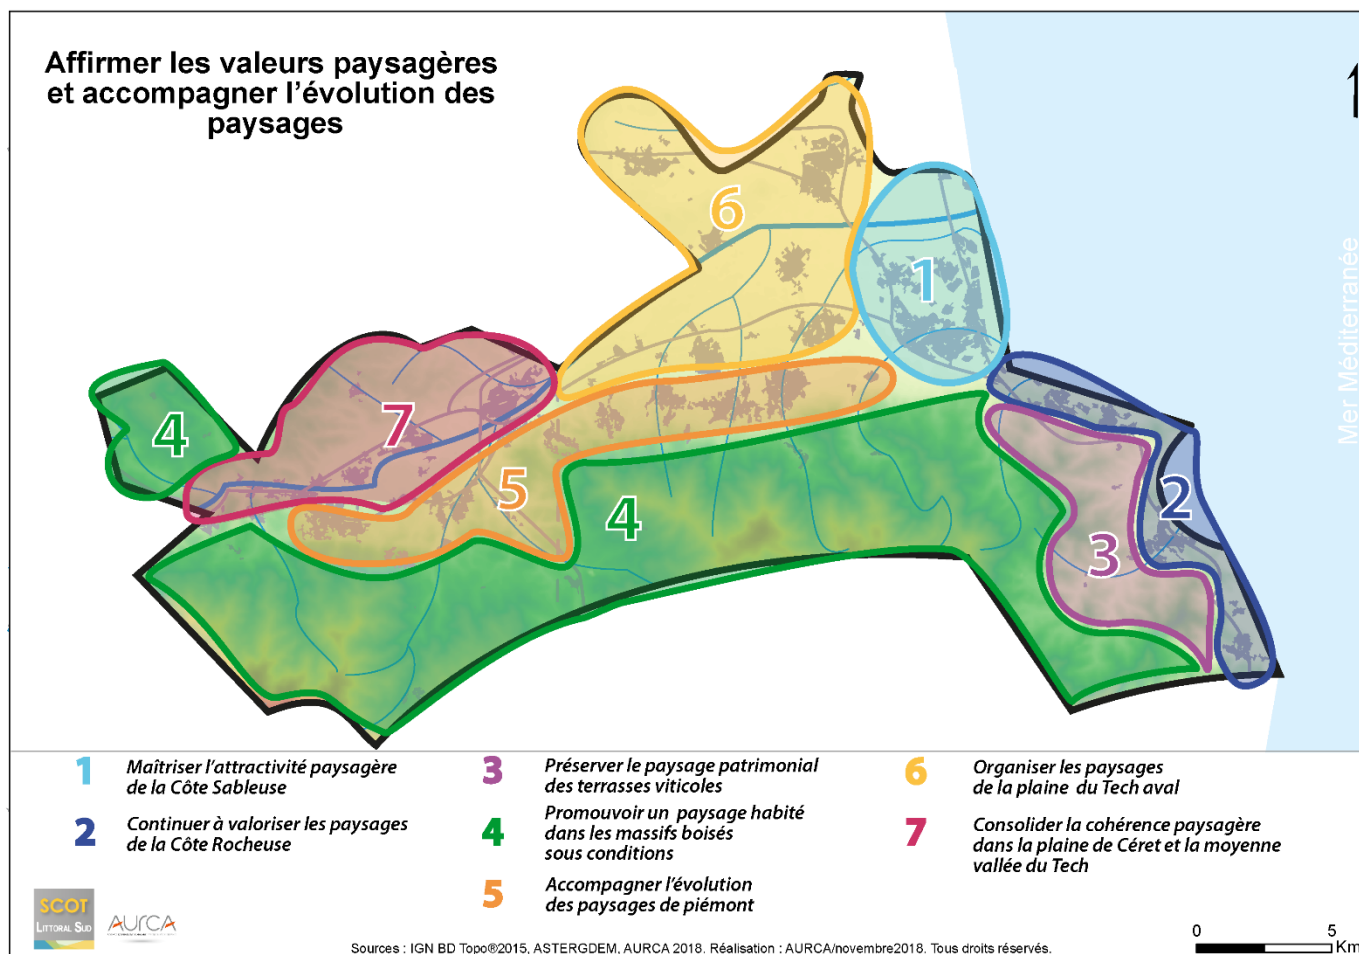 Affirmer les valeurs paysagères
et accompagner l'évolution des
paysages
6
1
Mer Méditerranée
4
7
5
4
2
3
1 Maîtriser l'attractivité paysagère
de la Côte Sableuse
2 Continuer à valoriser les paysages
de la Côte Rocheuse
3 Préserver le paysage patrimonial
des terrasses viticoles
4 Promouvoir un paysage habité
dans les massifs boisés
sous conditions
5 Accompagner l'évolution
des paysages de piémont
6 Organiser les paysages
de la plaine du Tech aval
7 Consolider la cohérence paysagère
dans la plaine de Céret et la moyenne
vallée du Tech
SCOT
LITTORAL SUD
AURCA
Sources : IGN BD Topo®2015, ASTERGDEM, AURCA 2018. Réalisation : AURCA/novembre2018. Tous droits réservés.
0 5
Km